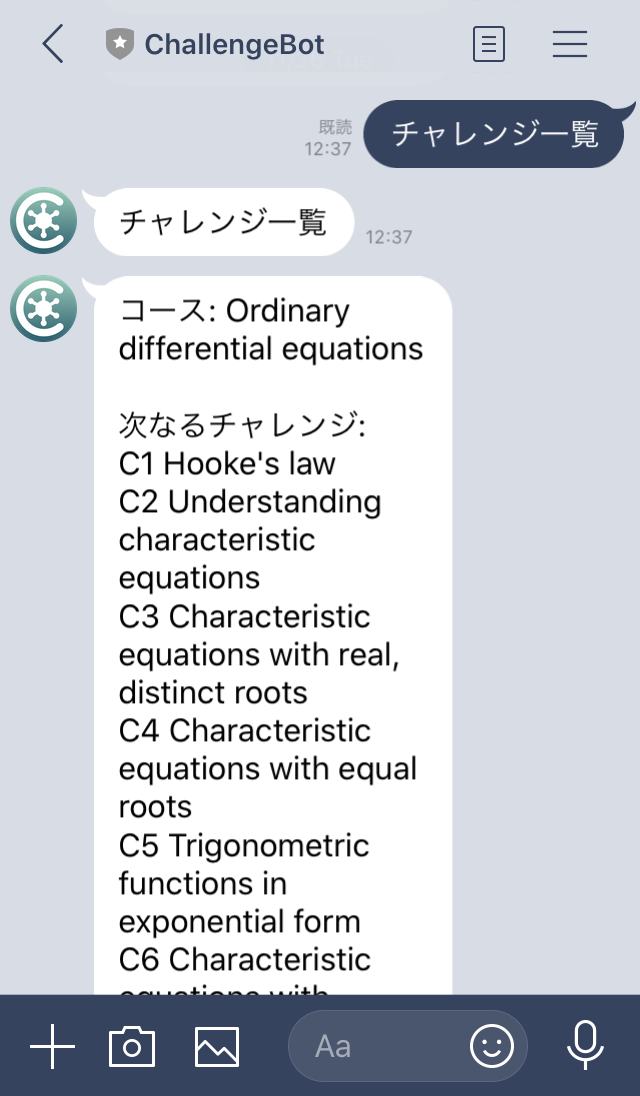 ChallengeBot
既読
12:37
チャレンジ一覧
チャレンジ一覧
12:37
コース: Ordinary
differential equations
次なるチャレンジ:
C1 Hooke's law
C2 Understanding
characteristic
equations
C3 Characteristic
equations with real,
distinct roots
C4 Characteristic
equations with equal
roots
C5 Trigonometric
functions in
exponential form
C6 Characteristic
equations with
Aa